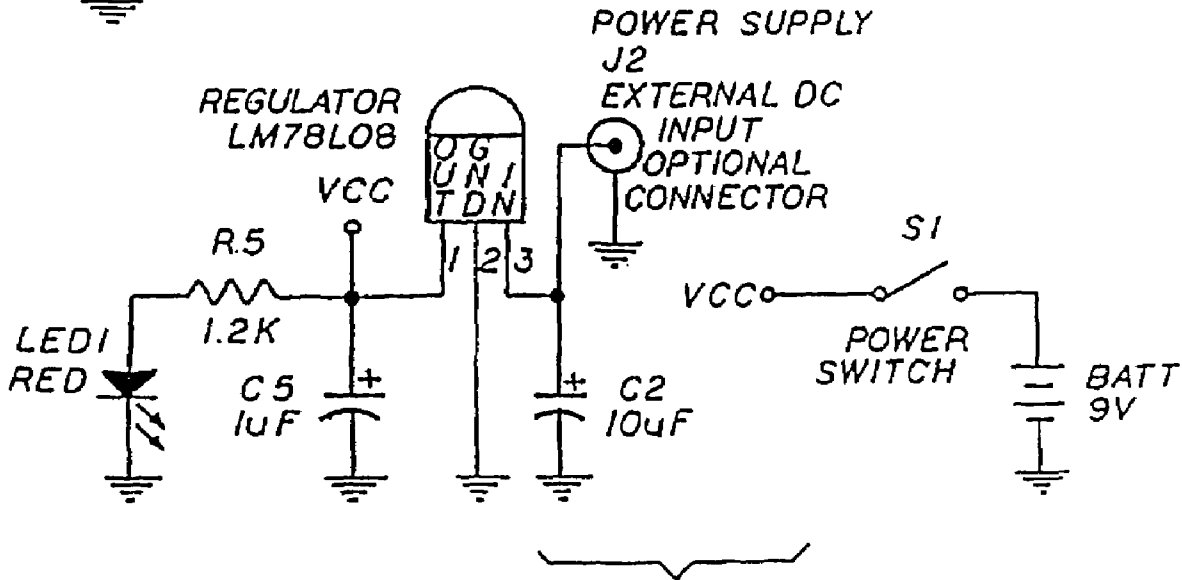 POWER SUPPLY
J2
EXTERNAL DC
INPUT
OPTIONAL
CONNECTOR
REGULATOR
LM78L08
OUT
GND
IN
1 2 3
VCC
R.5
1.2K
LED1
RED
C5
1uF
+
+
C2
10uF
S1
VCC
POWER
SWITCH
BATT
9V